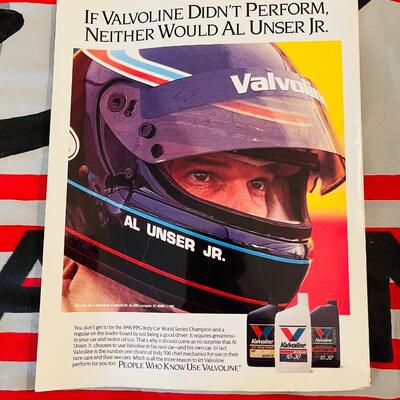 IF VALVOLINE DIDN'T PERFORM,
NEITHER WOULD AL UNSER JR.
Valvoline
AL UNSER JR.
You don't get to be the 1990 PPG Indy Car World Series Champion and a
regular on the leader board by just being a good driver. It requires greatness—
in your car and motor oil too. That's why it should come as no surprise that Al
Unser, Jr. chooses to use Valvoline in his race car—and his own car. In fact,
Valvoline is the number one choice of Indy 500 chief mechanics for use in their
race cars and their own cars. Which is all the more reason to let Valvoline
perform for you too. PEOPLE WHO KNOW USE VALVOLINE.®
Valvoline
Valvoline
10-30
Valvoline
10-30